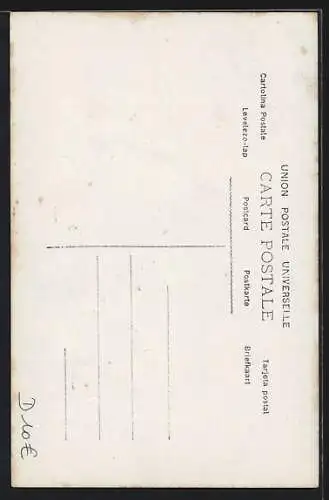 UNION POSTALE UNIVERSELLE
CARTE POSTALE
Cartolina Postale Tarjeta postal
Levelezo-lap Postcard Postkarte Briefkaart
D 10€